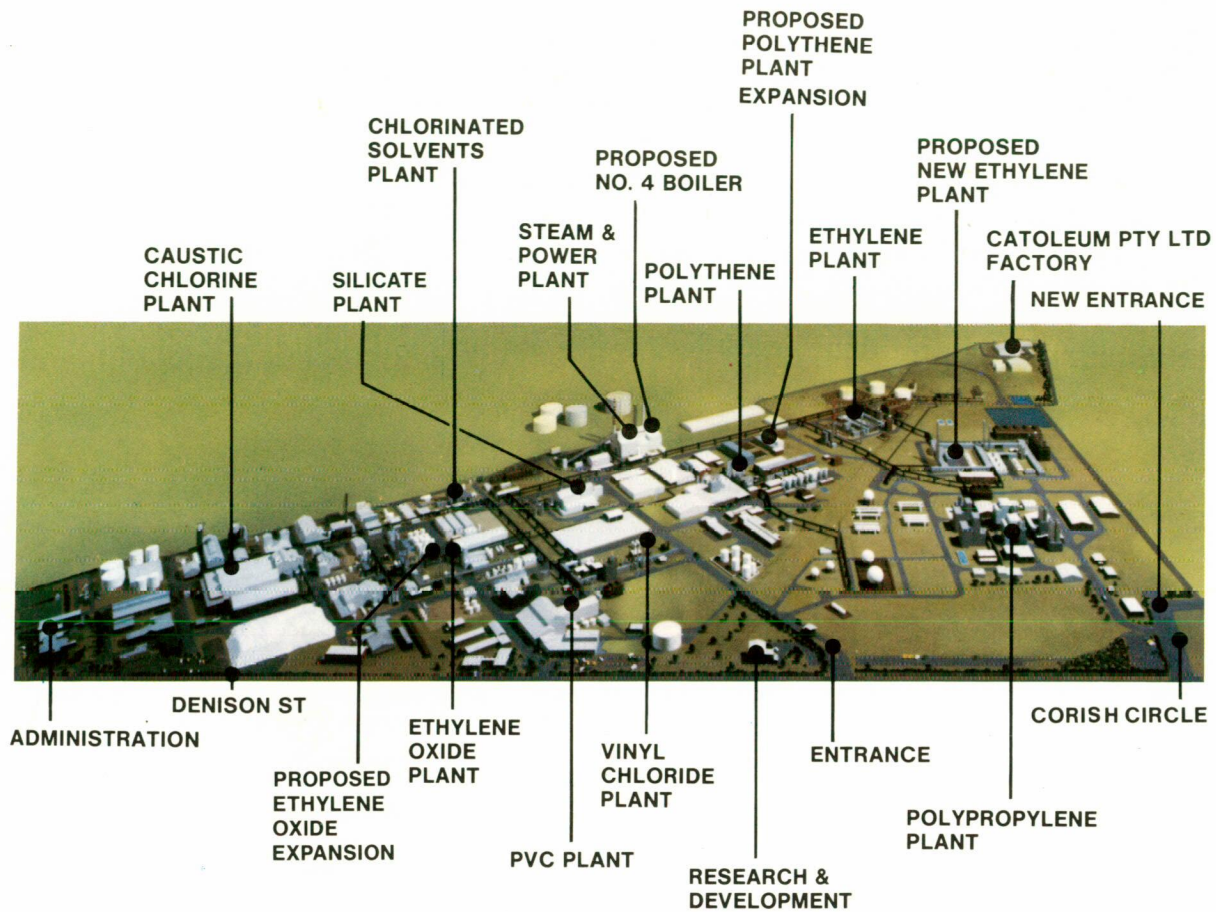 PROPOSED
POLYTHENE
PLANT
EXPANSION
CHLORINATED
SOLVENTS
PLANT
PROPOSED
NO. 4 BOILER
PROPOSED
NEW ETHYLENE
PLANT
STEAM &
POWER
PLANT
ETHYLENE
PLANT
CATOLEUM PTY LTD
FACTORY
CAUSTIC
CHLORINE
PLANT
SILICATE
PLANT
POLYTHENE
PLANT
NEW ENTRANCE
DENISON ST
ADMINISTRATION
ETHYLENE
OXIDE
PLANT
VINYL
CHLORIDE
PLANT
ENTRANCE
CORISH CIRCLE
PROPOSED
ETHYLENE
OXIDE
EXPANSION
PVC PLANT
POLYPROPYLENE
PLANT
RESEARCH &
DEVELOPMENT